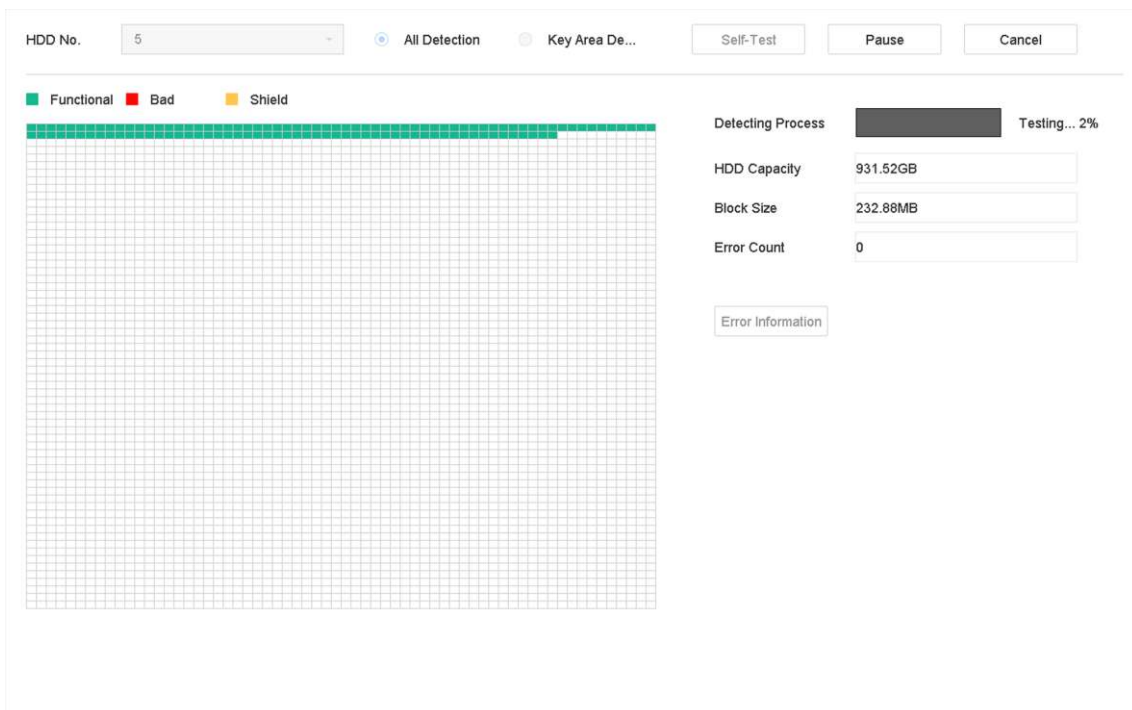 HDD No. 5 All Detection Key Area De... Self-Test Pause Cancel
Functional Bad Shield
Detecting Process Testing... 2%
HDD Capacity 931.52GB
Block Size 232.88MB
Error Count 0
Error Information